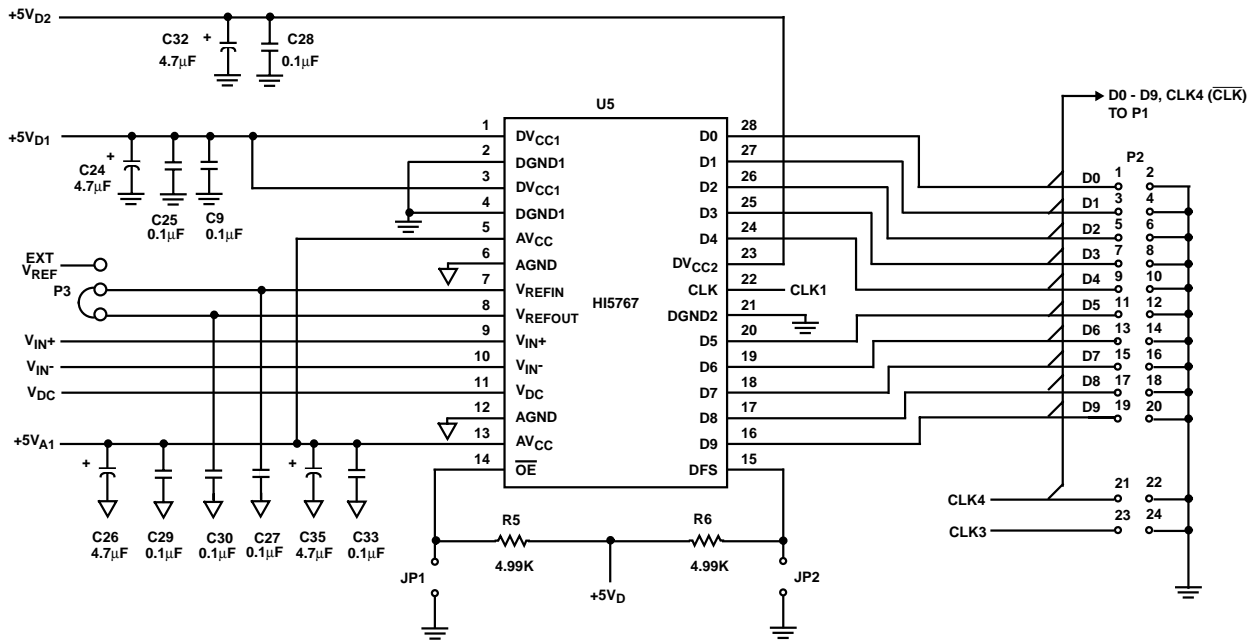 +5VD2
C32
+
4.7µF
C28
0.1µF
+5VD1
+
C24
4.7µF
C25
0.1µF
C9
0.1µF
EXT
VREF
P3
VIN+
VIN-
VDC
+5VA1
+
C26
4.7µF
C29
0.1µF
C30
0.1µF
C27
0.1µF
+
C35
4.7µF
C33
0.1µF
U5
HI5767
1 DVCC1
2 DGND1
3 DVCC1
4 DGND1
5 AVCC
6 AGND
7 VREFIN
8 VREFOUT
9 VIN+
10 VIN-
11 VDC
12 AGND
13 AVCC
14 OE
D0 28
D1 27
D2 26
D3 25
D4 24
DVCC2 23
CLK 22 CLK1
DGND2 21
D5 20
D6 19
D7 18
D8 17
D9 16
DFS 15
R5
4.99K
R6
4.99K
JP1
+5VD
JP2
D0 - D9, CLK4 (CLK)
TO P1
P2
D0 1 2
D1 3 4
D2 5 6
D3 7 8
D4 9 10
D5 11 12
D6 13 14
D7 15 16
D8 17 18
D9 19 20
CLK4 21 22
CLK3 23 24